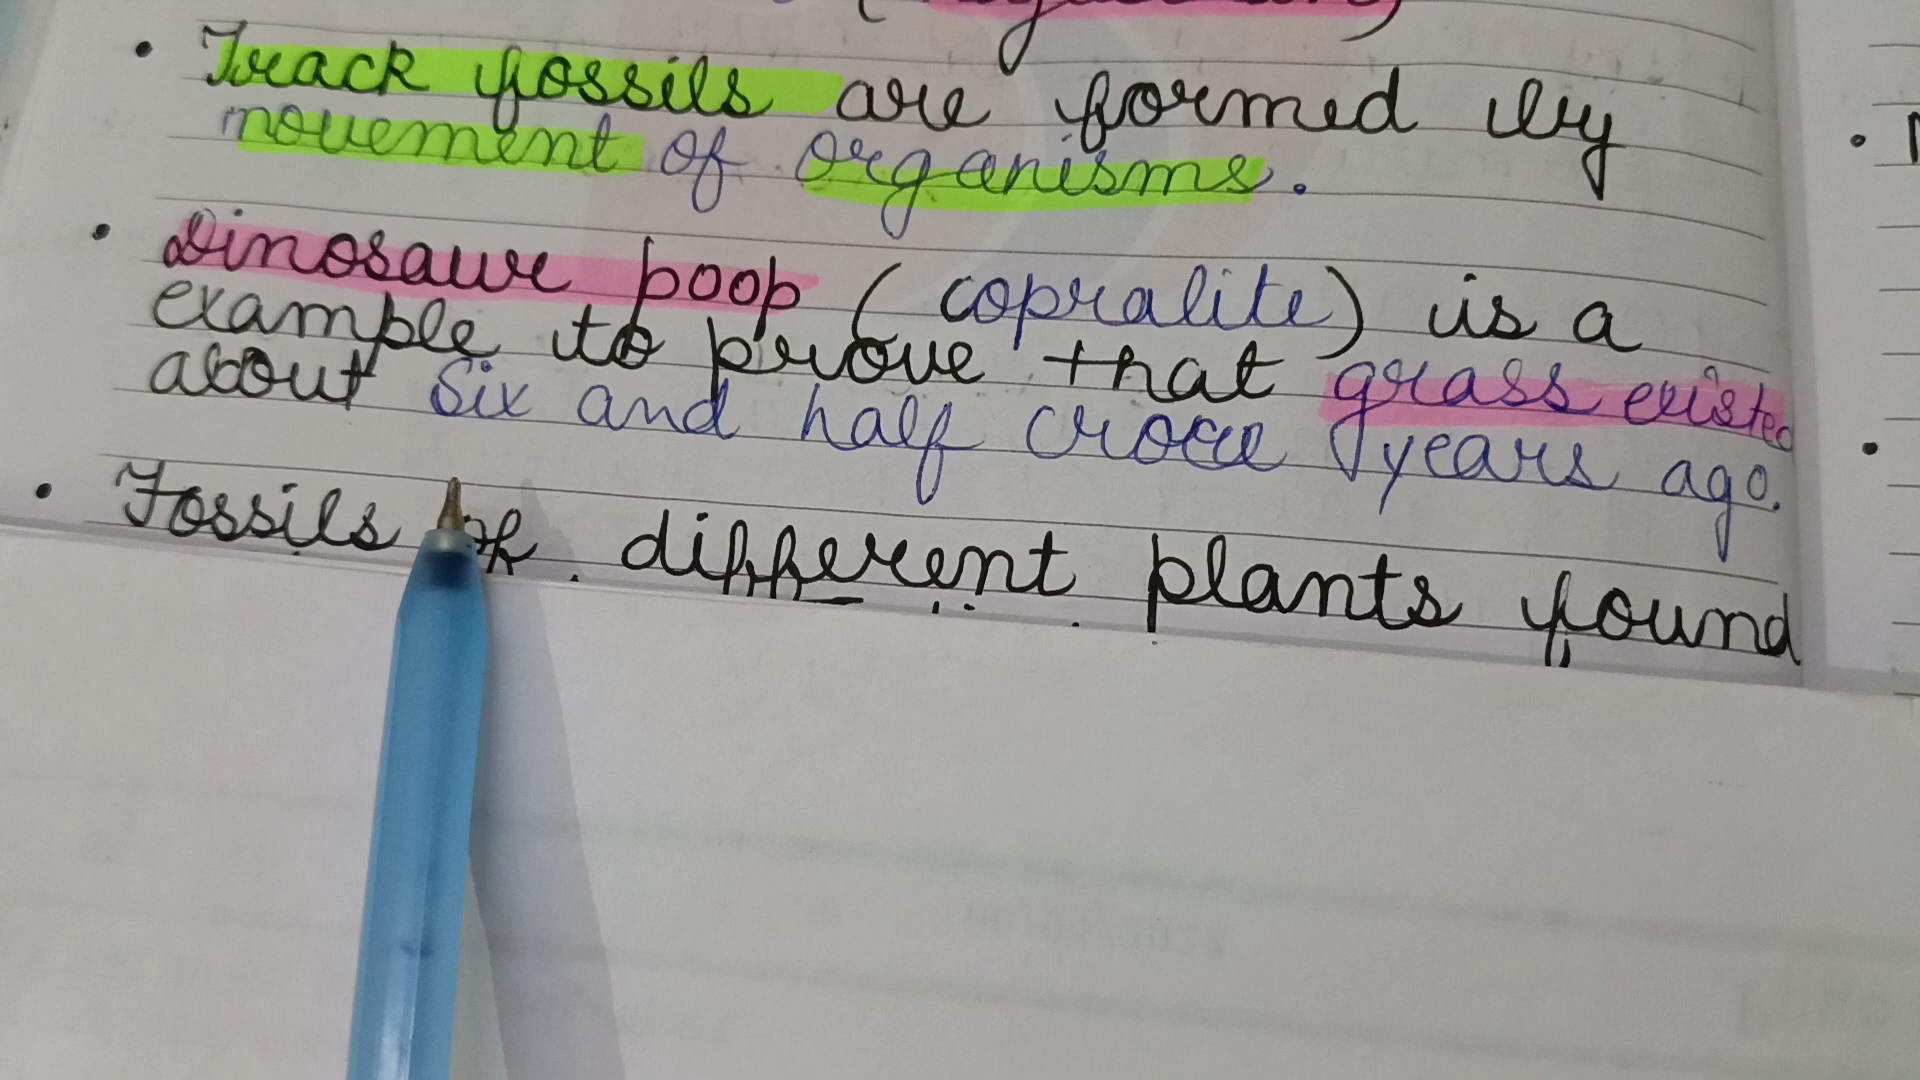 • Track fossils are formed by
movement of organisms.
• Dinosaur poop (copralite) is a
example to prove that grass existed
about six and half crore years ago.
• Fossils of different plants found